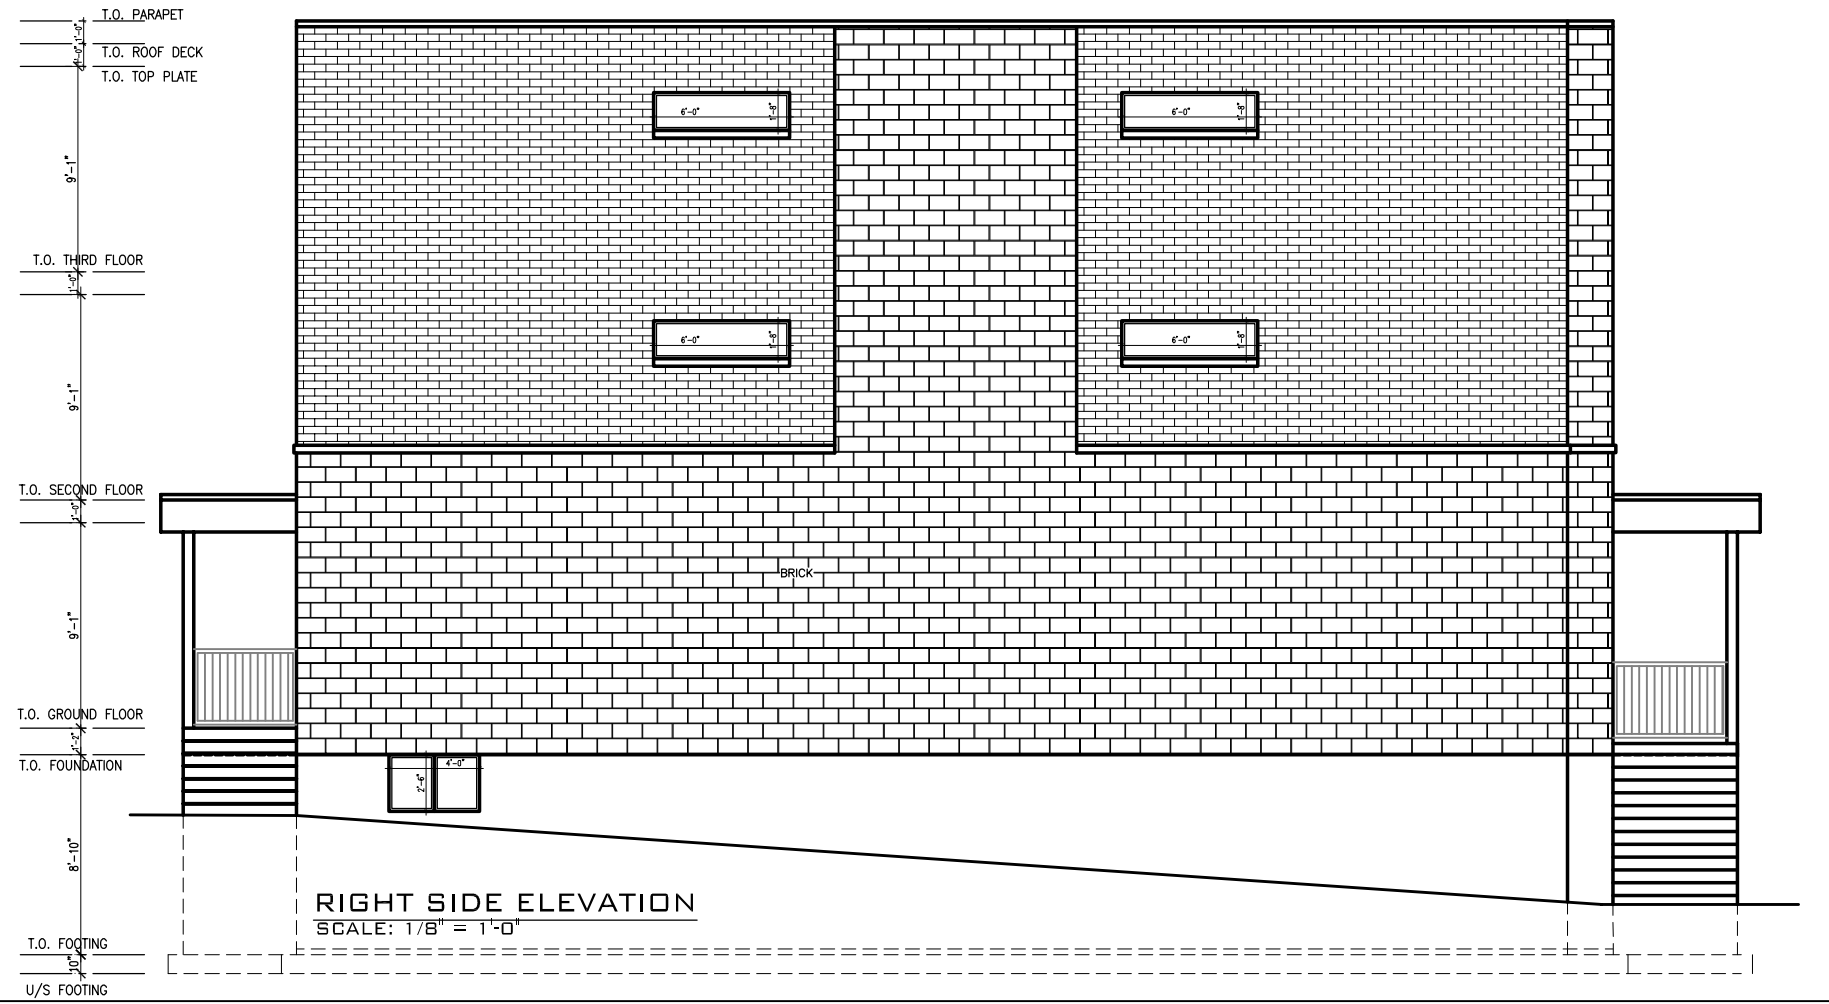 T.O. PARAPET
1'-0"
T.O. ROOF DECK
1'-0"
T.O. TOP PLATE
6'-0"
1'-8"
6'-0"
1'-8"
9'-1"
T.O. THIRD FLOOR
1'-0"
6'-0"
1'-8"
6'-0"
1'-8"
9'-1"
T.O. SECOND FLOOR
1'-0"
BRICK
9'-1"
T.O. GROUND FLOOR
1'-2"
T.O. FOUNDATION
4'-0"
2'-6"
8'-10"
RIGHT SIDE ELEVATION
SCALE: 1/8" = 1'-0"
T.O. FOOTING
10"
U/S FOOTING